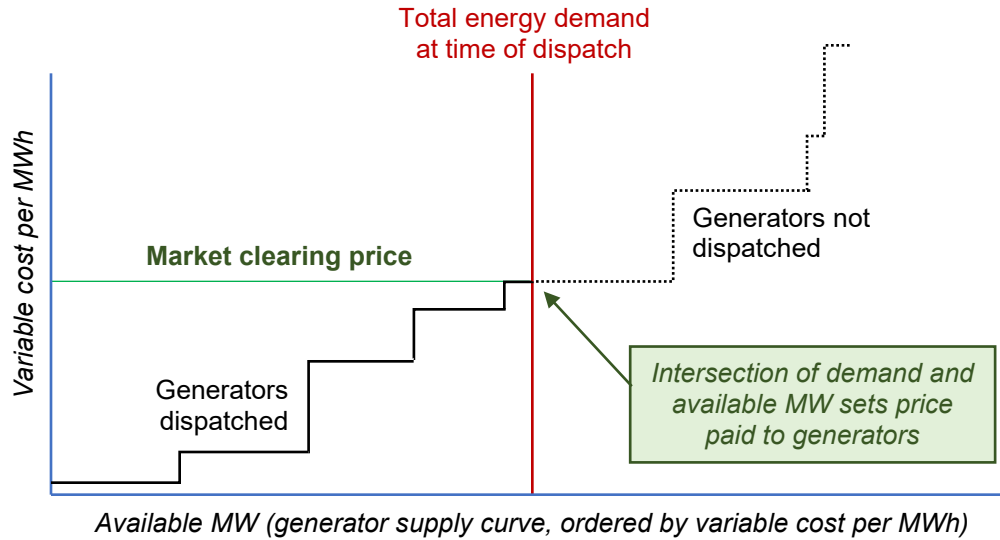 Total energy demand
at time of dispatch
Variable cost per MWh
Generators not
dispatched
Market clearing price
Intersection of demand and
available MW sets price
paid to generators
Generators
dispatched
Available MW (generator supply curve, ordered by variable cost per MWh)